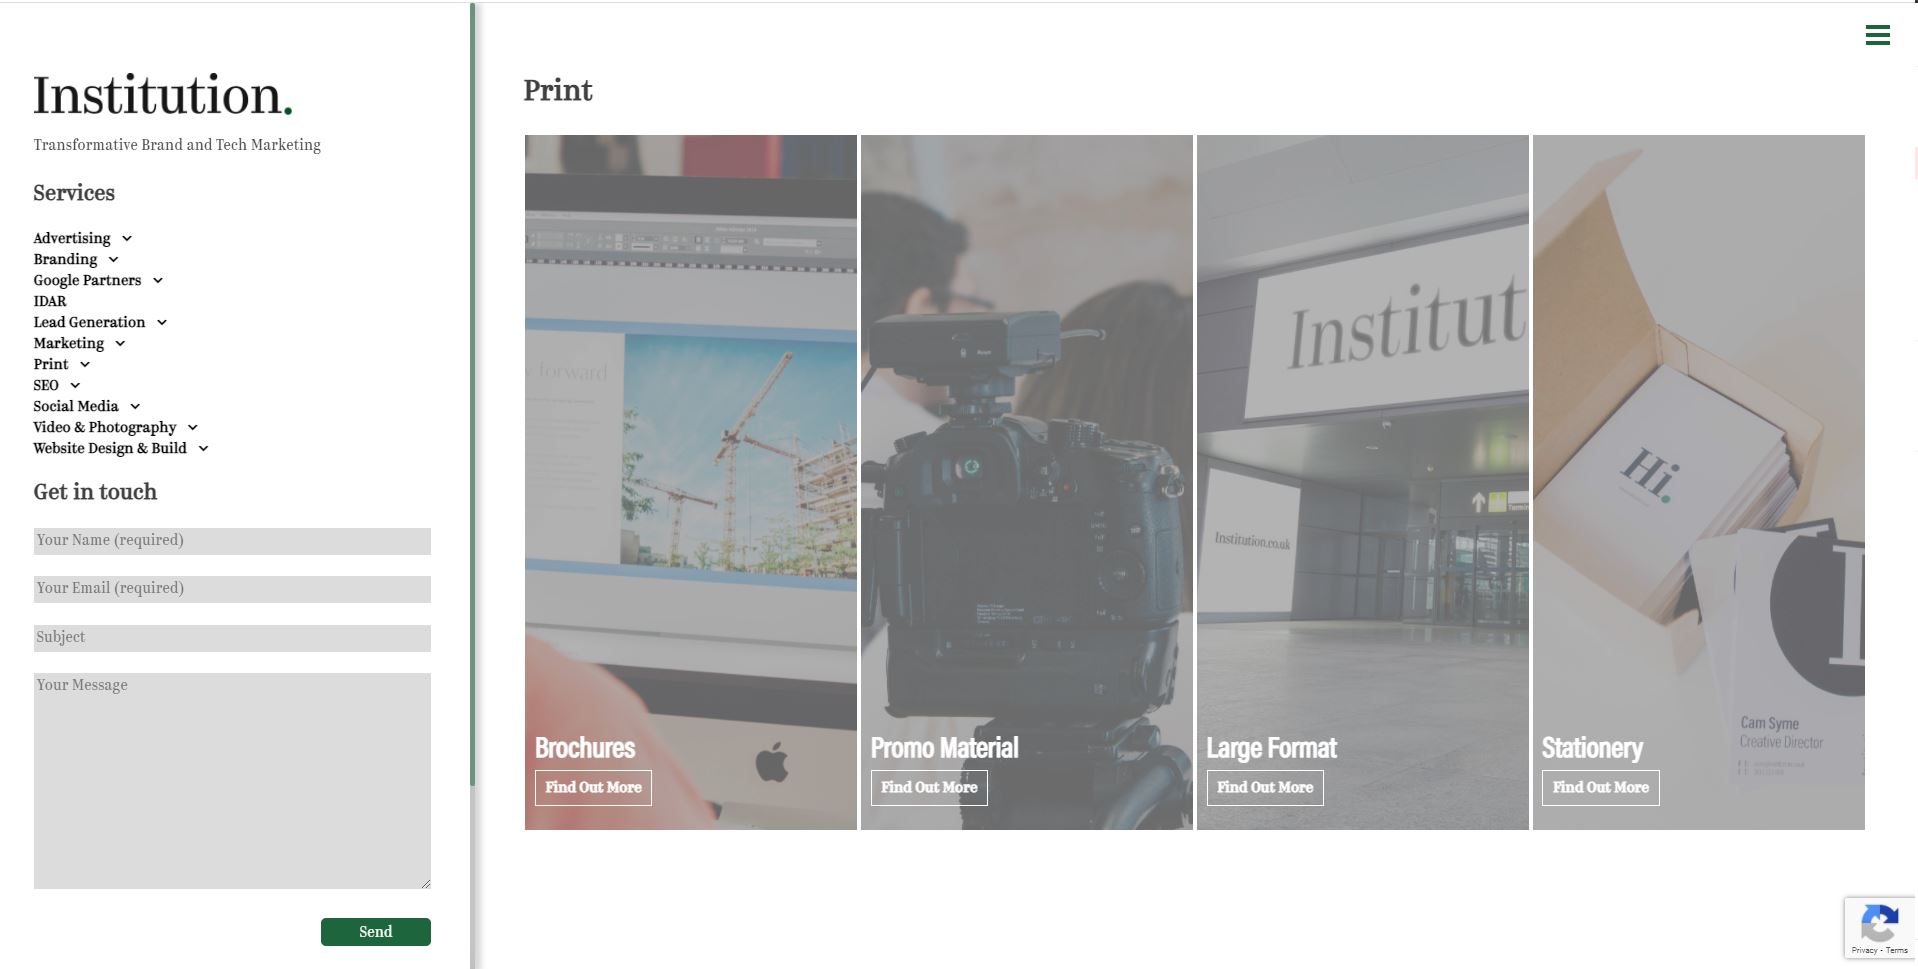 Institution.
Transformative Brand and Tech Marketing
Services
Advertising
Branding
Google Partners
IDAR
Lead Generation
Marketing
Print
SEO
Social Media
Video & Photography
Website Design & Build
Get in touch
Your Name (required)
Your Email (required)
Subject
Your Message
Send
Print
forward
Brochures
Find Out More
Promo Material
Find Out More
Institut
Institution.co.uk
Large Format
Find Out More
Hi.
Cam Syme
Creative Director
Stationery
Find Out More
Privacy - Terms